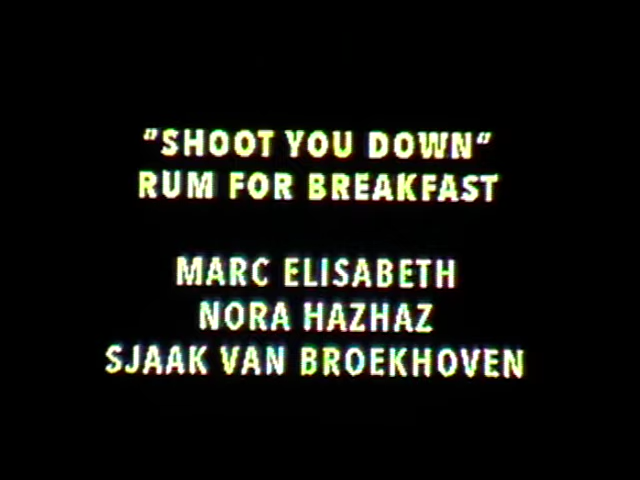 "SHOOT YOU DOWN"
RUM FOR BREAKFAST
MARC ELISABETH
NORA HAZHAZ
SJAAK VAN BROEKHOVEN